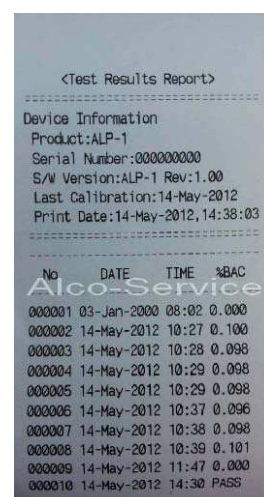 <Test Results Report>
Device Information
Product:ALP-1
Serial Number:000000000
S/W Version:ALP-1 Rev:1.00
Last Calibration:14-May-2012
Print Date:14-May-2012,14:38:03
No DATE TIME %BAC
Alco-Service
000001 03-Jan-2000 08:02 0.000
000002 14-May-2012 10:27 0.100
000003 14-May-2012 10:28 0.098
000004 14-May-2012 10:29 0.098
000005 14-May-2012 10:29 0.098
000006 14-May-2012 10:37 0.096
000007 14-May-2012 10:38 0.098
000008 14-May-2012 10:39 0.101
000009 14-May-2012 11:47 0.000
000010 14-May-2012 14:30 PASS